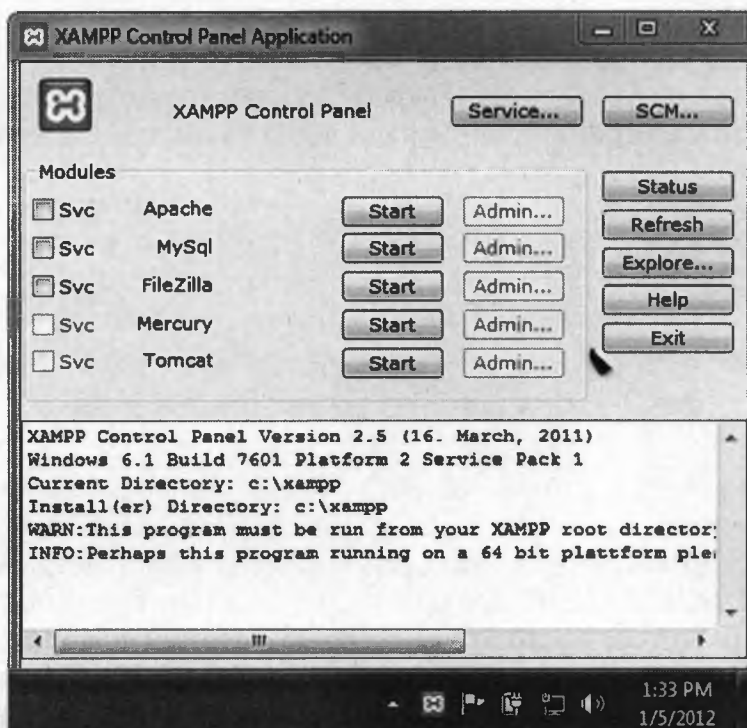 XAMPP Control Panel Application
XAMPP Control Panel
Service...
SCM...
Modules
Svc Apache Start Admin...
Svc MySql Start Admin...
Svc FileZilla Start Admin...
Svc Mercury Start Admin...
Svc Tomcat Start Admin...
Status
Refresh
Explore...
Help
Exit
XAMPP Control Panel Version 2.5 (16. March, 2011)
Windows 6.1 Build 7601 Platform 2 Service Pack 1
Current Directory: c:\xampp
Install(er) Directory: c:\xampp
WARN:This program must be run from your XAMPP root director
INFO:Perhaps this program running on a 64 bit plattform ple
1:33 PM
1/5/2012